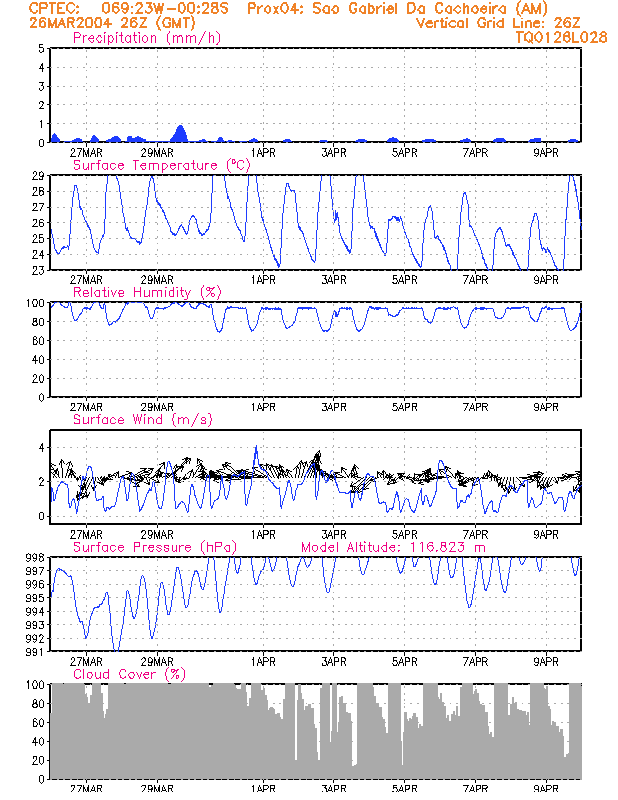 CPTEC: 069:23W-00:28S Prox04: Sao Gabriel Da Cachoeira (AM)
26MAR2004 26Z (GMT) Vertical Grid Line: 26Z
Precipitation (mm/h) TQ0126L028
5
4
3
2
1
0
27MAR 29MAR 1APR 3APR 5APR 7APR 9APR
Surface Temperature (°C)
29
28
27
26
25
24
23
27MAR 29MAR 1APR 3APR 5APR 7APR 9APR
Relative Humidity (%)
100
80
60
40
20
0
27MAR 29MAR 1APR 3APR 5APR 7APR 9APR
Surface Wind (m/s)
4
2
0
27MAR 29MAR 1APR 3APR 5APR 7APR 9APR
Surface Pressure (hPa) Model Altitude: 116.823 m
998
997
996
995
994
993
992
991
27MAR 29MAR 1APR 3APR 5APR 7APR 9APR
Cloud Cover (%)
100
80
60
40
20
0
27MAR 29MAR 1APR 3APR 5APR 7APR 9APR